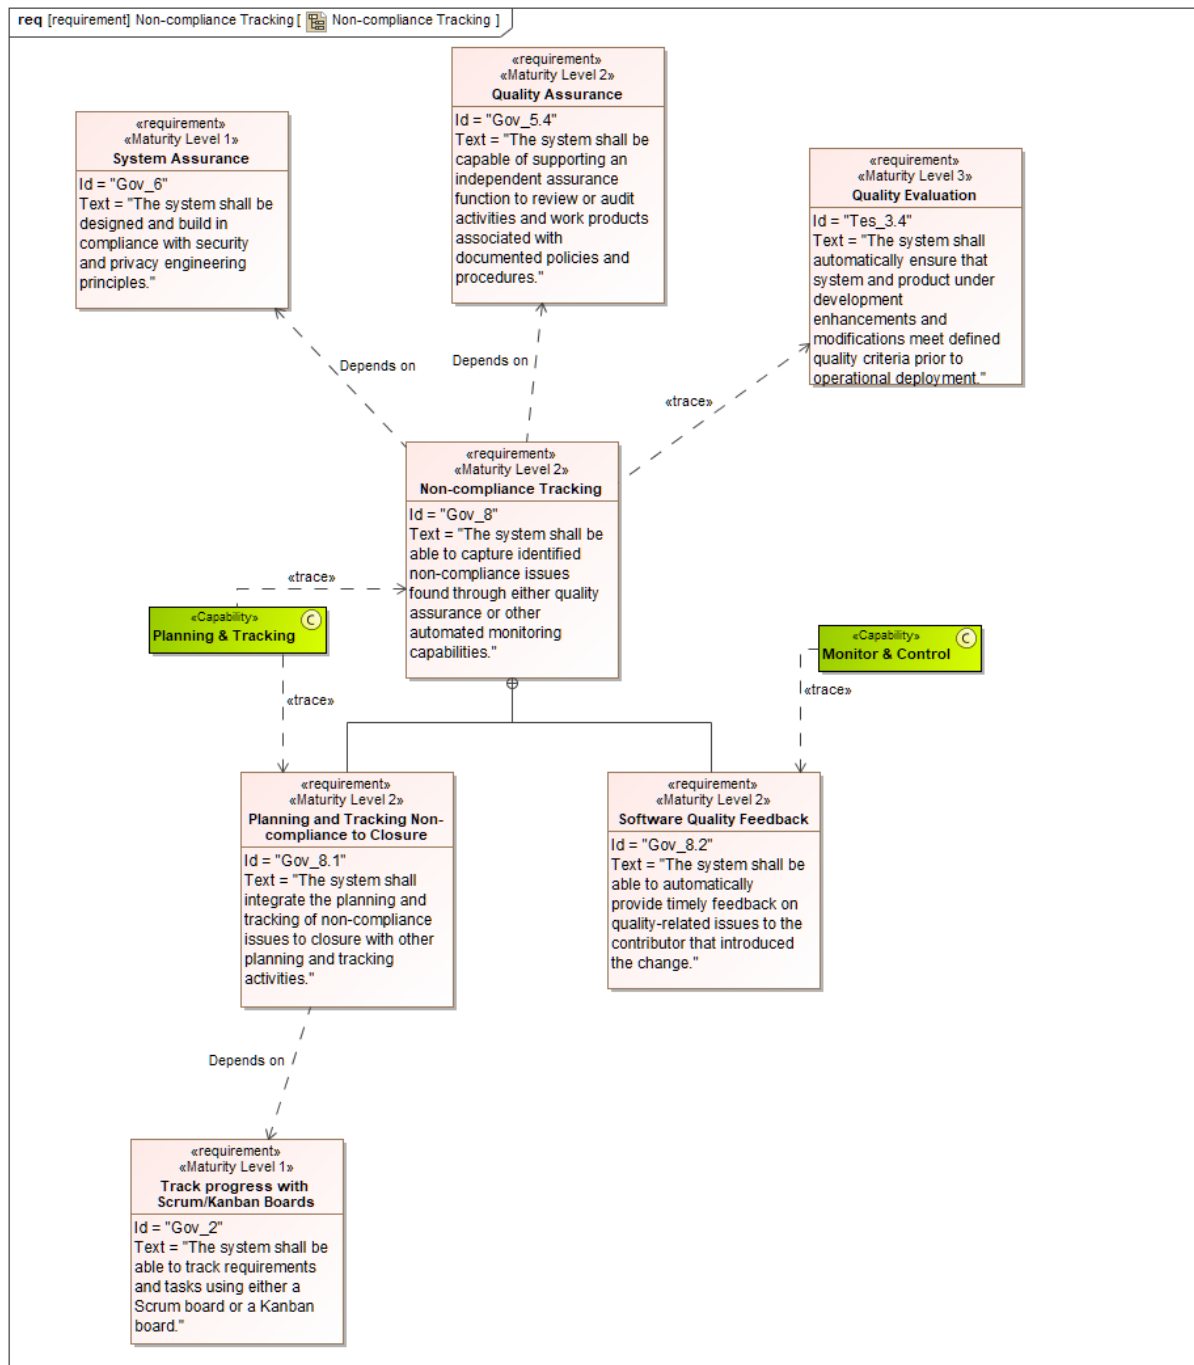 req [requirement] Non-compliance Tracking [ Non-compliance Tracking ]
«requirement»
«Maturity Level 2»
Quality Assurance
Id = "Gov_5.4"
Text = "The system shall be
capable of supporting an
independent assurance
function to review or audit
activities and work products
associated with
documented policies and
procedures."
«requirement»
«Maturity Level 1»
System Assurance
Id = "Gov_6"
Text = "The system shall be
designed and build in
compliance with security
and privacy engineering
principles."
«requirement»
«Maturity Level 3»
Quality Evaluation
Id = "Tes_3.4"
Text = "The system shall
automatically ensure that
system and product under
development
enhancements and
modifications meet defined
quality criteria prior to
operational deployment."
Depends on
Depends on
«trace»
«requirement»
«Maturity Level 2»
Non-compliance Tracking
Id = "Gov_8"
Text = "The system shall be
able to capture identified
non-compliance issues
found through either quality
assurance or other
automated monitoring
capabilities."
«trace»
«Capability»
C
Planning & Tracking
«Capability»
C
Monitor & Control
«trace»
«trace»
«requirement»
«Maturity Level 2»
Planning and Tracking Non-
compliance to Closure
Id = "Gov_8.1"
Text = "The system shall
integrate the planning and
tracking of non-compliance
issues to closure with other
planning and tracking
activities."
«requirement»
«Maturity Level 2»
Software Quality Feedback
Id = "Gov_8.2"
Text = "The system shall be
able to automatically
provide timely feedback on
quality-related issues to the
contributor that introduced
the change."
Depends on
«requirement»
«Maturity Level 1»
Track progress with
Scrum/Kanban Boards
Id = "Gov_2"
Text = "The system shall be
able to track requirements
and tasks using either a
Scrum board or a Kanban
board."